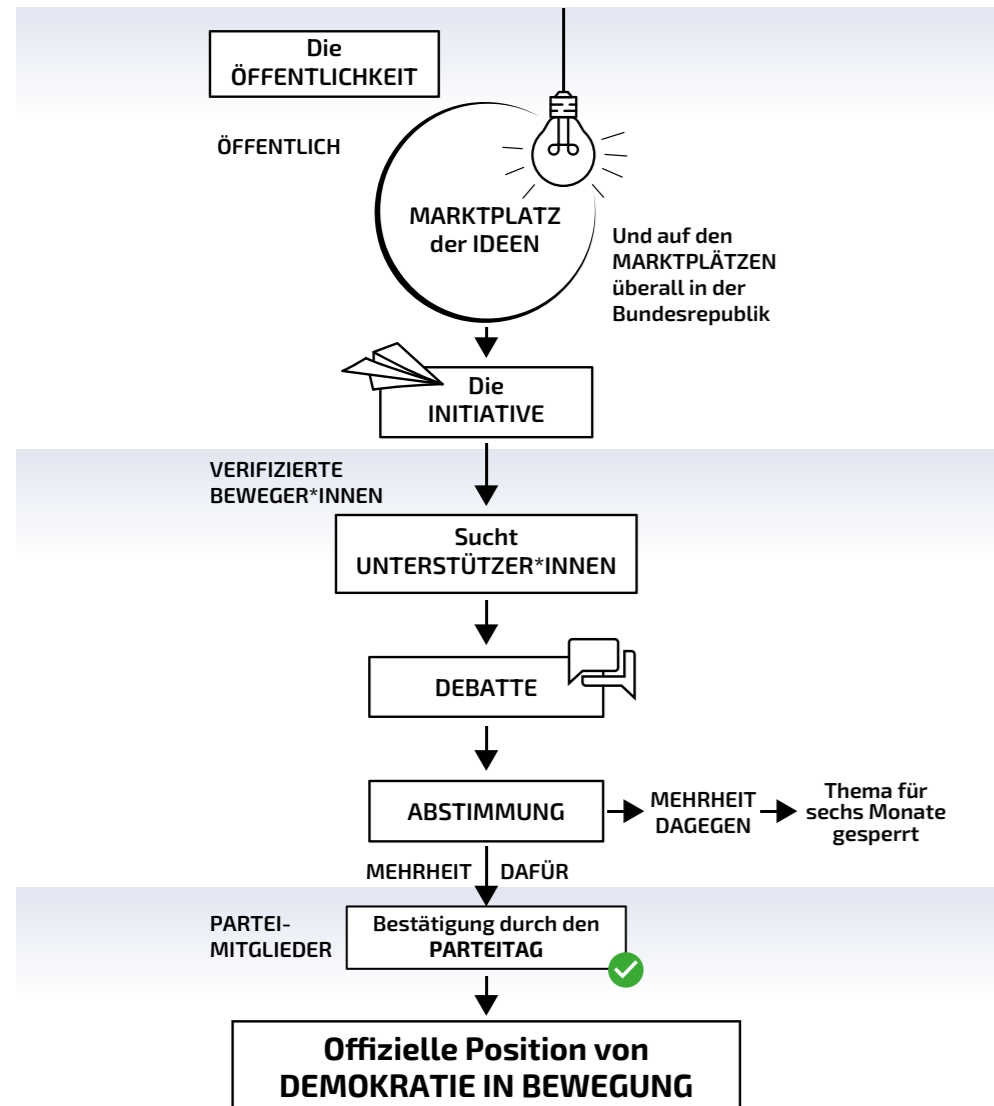 Die
ÖFFENTLICHKEIT
ÖFFENTLICH
MARKTPLATZ
der IDEEN
Und auf den
MARKTPLÄTZEN
überall in der
Bundesrepublik
Die
INITIATIVE
VERIFIZIERTE
BEWEGER*INNEN
Sucht
UNTERSTÜTZER*INNEN
DEBATTE
ABSTIMMUNG
MEHRHEIT
DAGEGEN
Thema für
sechs Monate
gesperrt
MEHRHEIT DAFÜR
PARTEI-
MITGLIEDER
Bestätigung durch den
PARTEITAG
Offizielle Position von
DEMOKRATIE IN BEWEGUNG